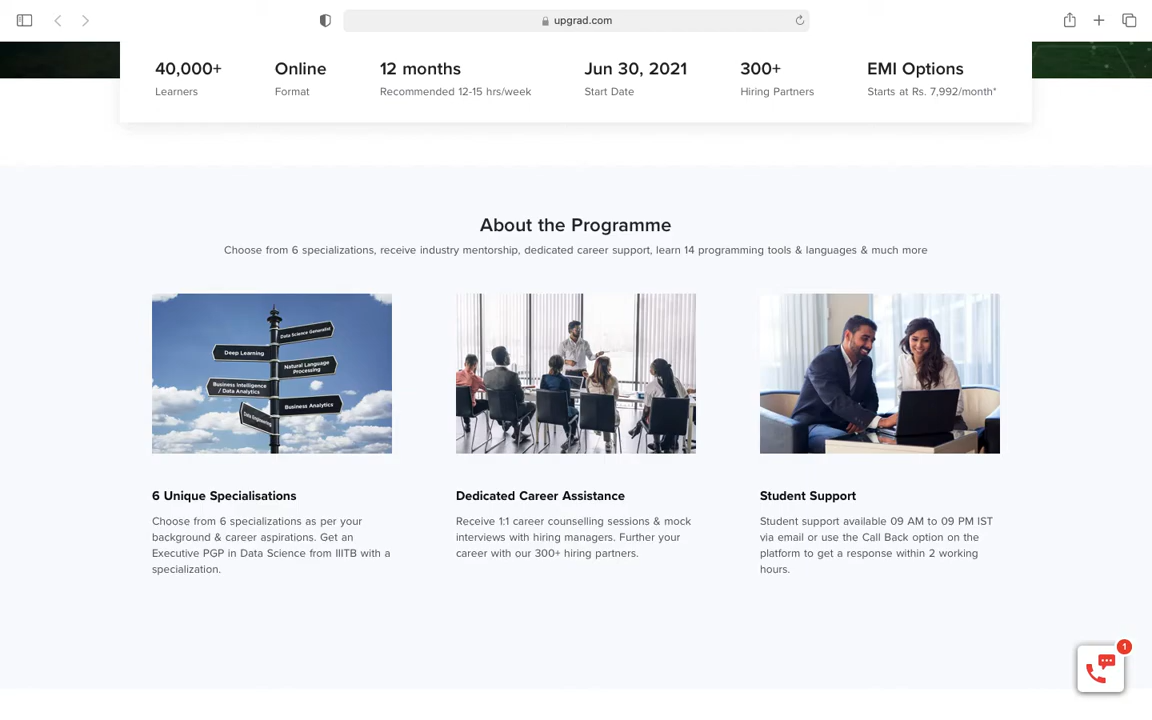 upgrad.com
40,000+
Learners
Online
Format
12 months
Recommended 12-15 hrs/week
Jun 30, 2021
Start Date
300+
Hiring Partners
EMI Options
Starts at Rs. 7,992/month*
About the Programme
Choose from 6 specializations, receive industry mentorship, dedicated career support, learn 14 programming tools & languages & much more
Data Science Generalist
Deep Learning
Natural Language
Processing
Business Intelligence
/ Data Analytics
Business Analytics
Data Engineering
6 Unique Specialisations
Choose from 6 specializations as per your
background & career aspirations. Get an
Executive PGP in Data Science from IIITB with a
specialization.
Dedicated Career Assistance
Receive 1:1 career counselling sessions & mock
interviews with hiring managers. Further your
career with our 300+ hiring partners.
Student Support
Student support available 09 AM to 09 PM IST
via email or use the Call Back option on the
platform to get a response within 2 working
hours.
1